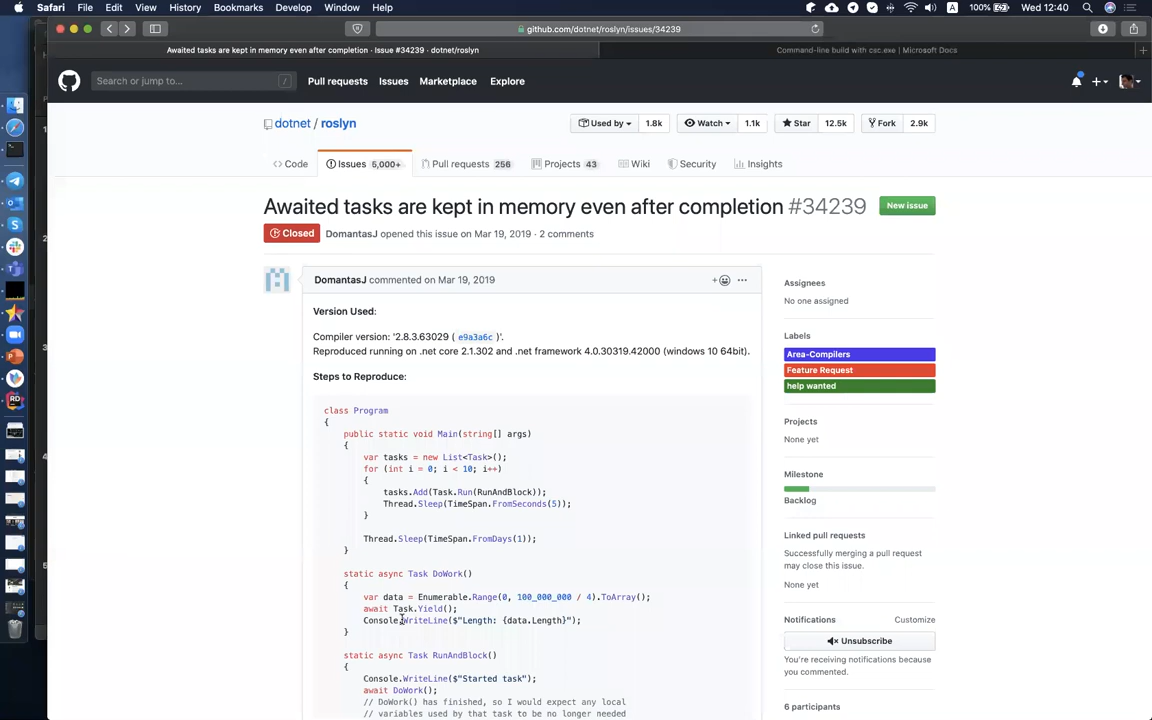 Safari File Edit View History Bookmarks Develop Window Help
A 100% Wed 12:40
github.com/dotnet/roslyn/issues/34239
Awaited tasks are kept in memory even after completion · Issue #34239 · dotnet/roslyn
Command-line build with csc.exe | Microsoft Docs
Search or jump to... /
Pull requests Issues Marketplace Explore
dotnet / roslyn
Used by 1.8k Watch 1.1k Star 12.5k Fork 2.9k
Code Issues 5,000+ Pull requests 256 Projects 43 Wiki Security Insights
Awaited tasks are kept in memory even after completion #34239
New issue
Closed DomantasJ opened this issue on Mar 19, 2019 · 2 comments
DomantasJ commented on Mar 19, 2019
Version Used:
Compiler version: '2.8.3.63029 ( e9a3a6c )'.
Reproduced running on .net core 2.1.302 and .net framework 4.0.30319.42000 (windows 10 64bit).
Steps to Reproduce:
class Program
{
public static void Main(string[] args)
{
var tasks = new List<Task>();
for (int i = 0; i < 10; i++)
{
tasks.Add(Task.Run(RunAndBlock));
Thread.Sleep(TimeSpan.FromSeconds(5));
}
Thread.Sleep(TimeSpan.FromDays(1));
}
static async Task DoWork()
{
var data = Enumerable.Range(0, 100_000_000 / 4).ToArray();
await Task.Yield();
Console.WriteLine($"Length: {data.Length}");
}
static async Task RunAndBlock()
{
Console.WriteLine($"Started task");
await DoWork();
// DoWork() has finished, so I would expect any local
// variables used by that task to be no longer needed
Assignees
No one assigned
Labels
Area-Compilers
Feature Request
help wanted
Projects
None yet
Milestone
Backlog
Linked pull requests
Successfully merging a pull request
may close this issue.
None yet
Notifications Customize
Unsubscribe
You're receiving notifications because
you commented.
6 participants